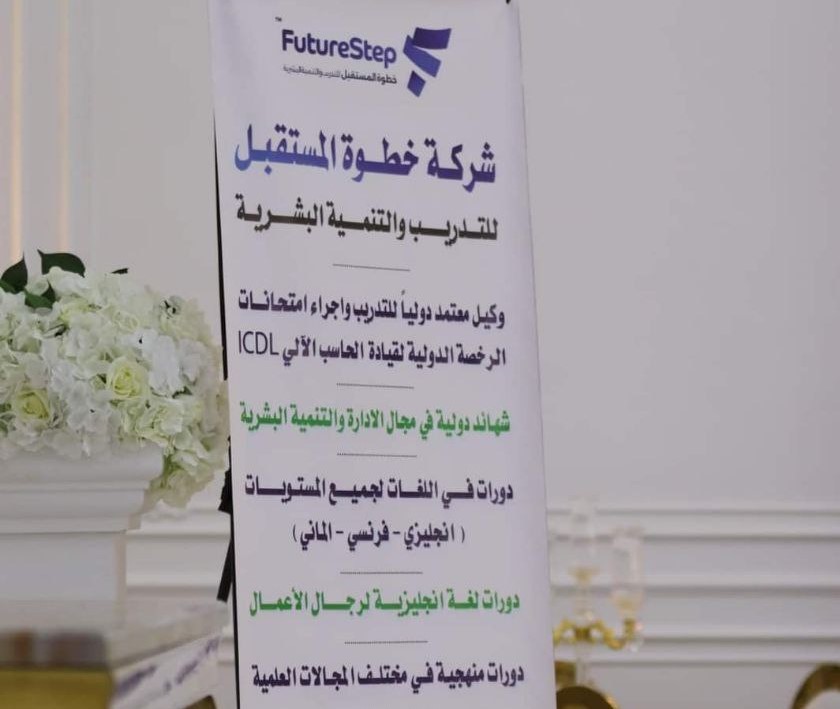 FutureStep™
خطوة المستقبل للتدريب والتنمية البشرية
شركة خطوة المستقبل
للتدريب والتنمية البشرية
وكيل معتمد دولياً للتدريب واجراء امتحانات
الرخصة الدولية لقيادة الحاسب الآلي ICDL
شهائد دولية في مجال الادارة والتنمية البشرية
دورات في اللغات لجميع المستويات
( انجليزي - فرنسي - الماني )
دورات لغة انجليزية لرجال الأعمال
دورات منهجية في مختلف المجالات العلمية